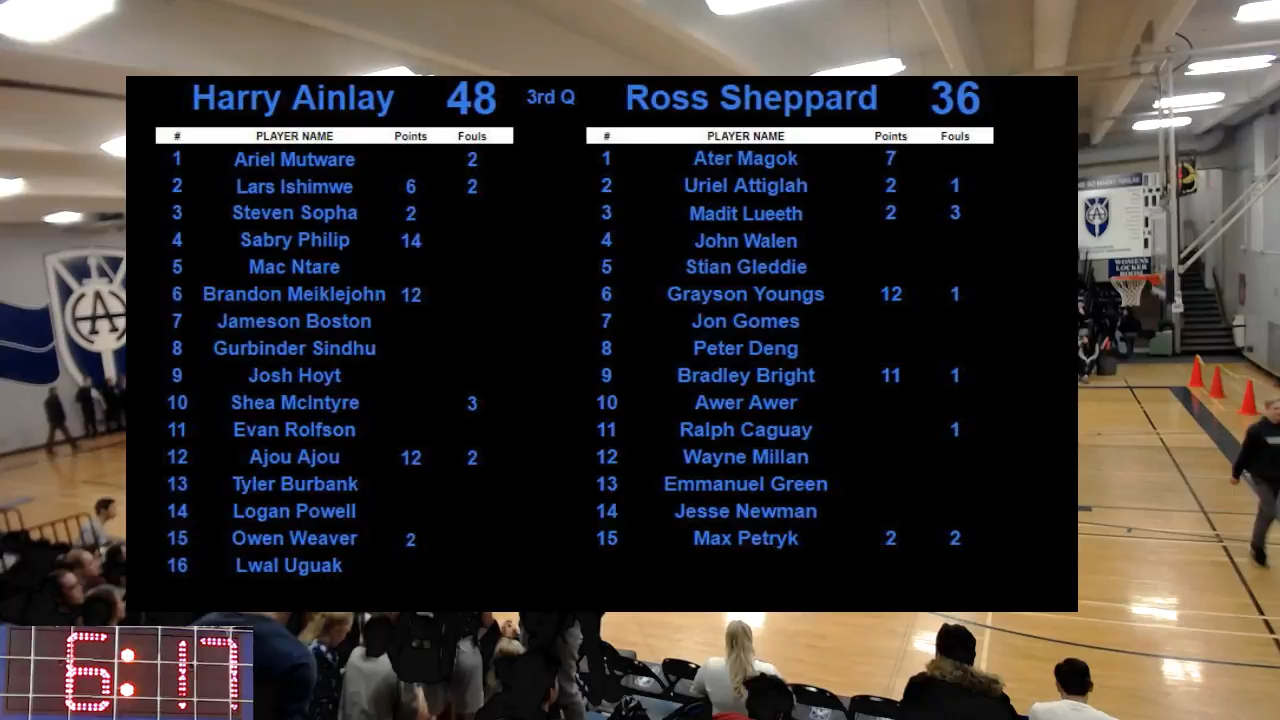 Harry Ainlay 48 3rd Q Ross Sheppard 36
# PLAYER NAME Points Fouls # PLAYER NAME Points Fouls
1 Ariel Mutware 2 1 Ater Magok 7
2 Lars Ishimwe 6 2 2 Uriel Attiglah 2 1
3 Steven Sopha 2 3 Madit Lueeth 2 3
4 Sabry Philip 14 4 John Walen
5 Mac Ntare 5 Stian Gleddie
6 Brandon Meiklejohn 12 6 Grayson Youngs 12 1
7 Jameson Boston 7 Jon Gomes
8 Gurbinder Sindhu 8 Peter Deng
9 Josh Hoyt 9 Bradley Bright 11 1
10 Shea McIntyre 3 10 Awer Awer
11 Evan Rolfson 11 Ralph Caguay 1
12 Ajou Ajou 12 2 12 Wayne Millan
13 Tyler Burbank 13 Emmanuel Green
14 Logan Powell 14 Jesse Newman
15 Owen Weaver 2 15 Max Petryk 2 2
16 Lwal Uguak
WOMEN'S
LOCKER
ROOM
6:17